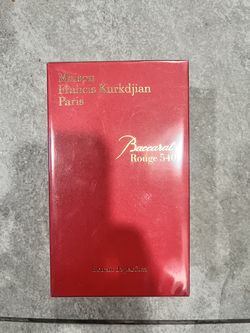 Maison
Francis Kurkdjian
Paris
Baccarat
Rouge 540
Extrait de parfum